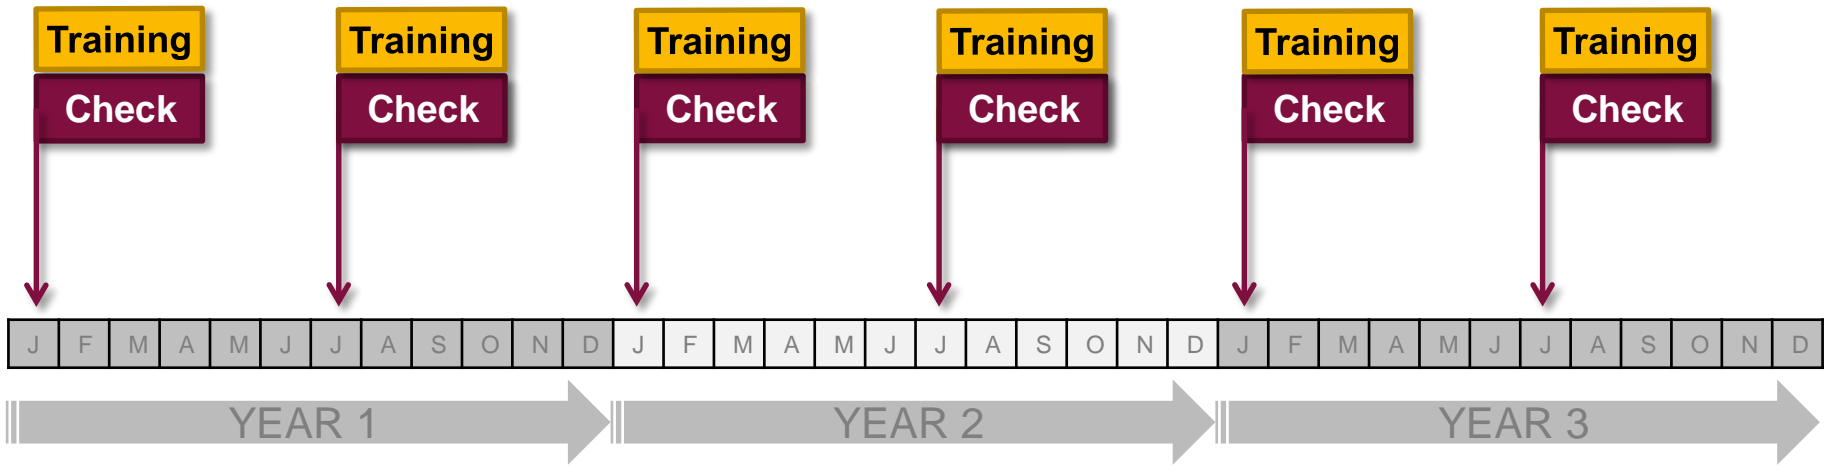 Training Training Training Training Training Training
Check Check Check Check Check Check
J F M A M J J A S O N D J F M A M J J A S O N D J F M A M J J A S O N D
YEAR 1 YEAR 2 YEAR 3